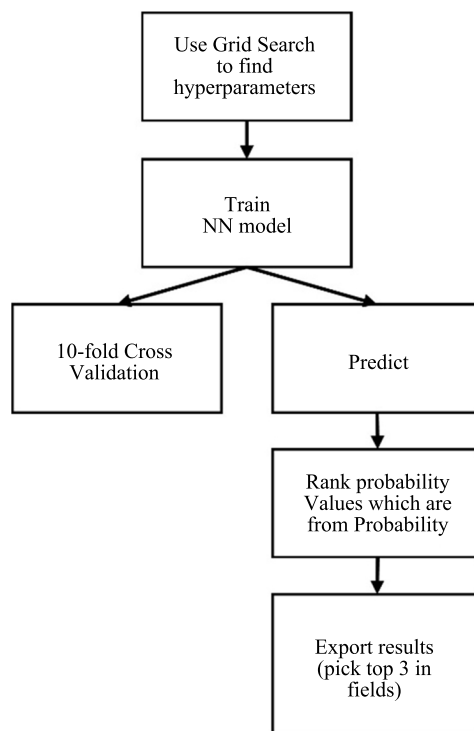 Use Grid Search
to find
hyperparameters
Train
NN model
10-fold Cross
Validation
Predict
Rank probability
Values which are
from Probability
Export results
(pick top 3 in
fields)